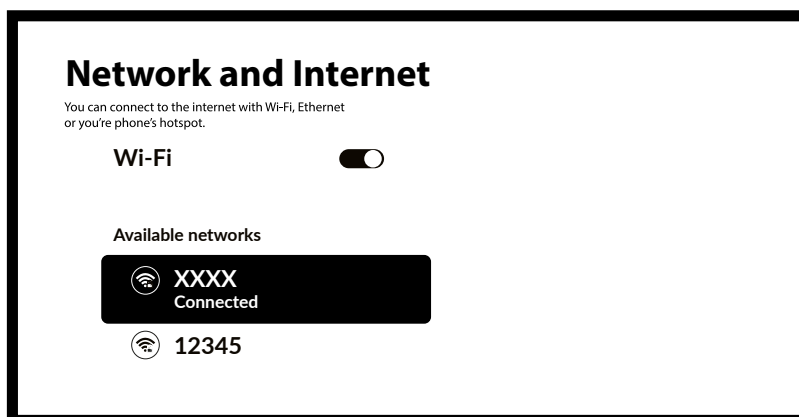 Network and Internet
You can connect to the internet with Wi-Fi, Ethernet
or you're phone's hotspot.
Wi-Fi
Available networks
XXXX
Connected
12345